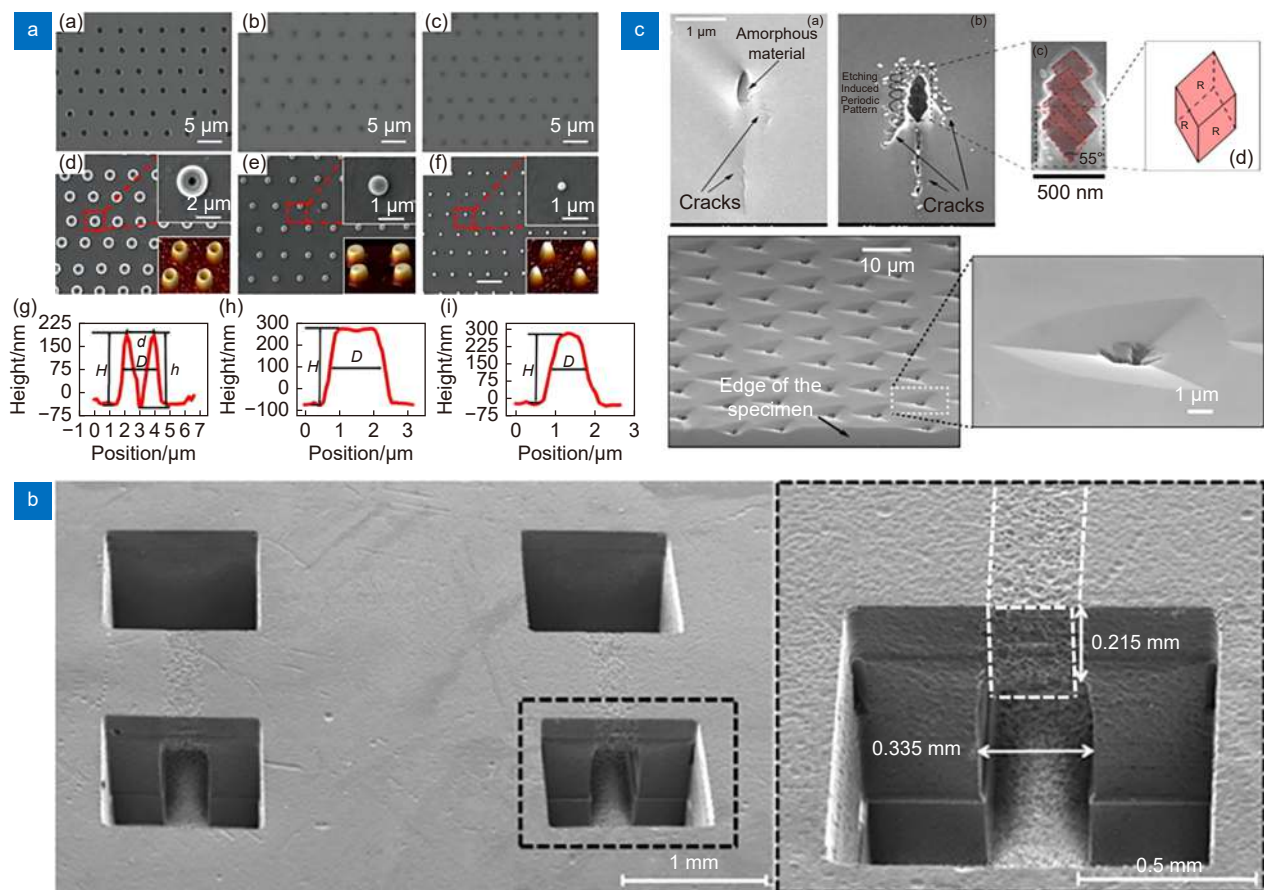 a
(a)
5 μm
(b)
5 μm
(c)
5 μm
(d)
2 μm
(e)
1 μm
(f)
1 μm
(g)
Height/nm
225
150
75
0
−75
H
d
D
h
−1 0 1 2 3 4 5 6 7
Position/μm
(h)
Height/nm
300
200
100
0
−100
H
D
0 1 2 3
Position/μm
(i)
Height/nm
300
225
150
75
0
−75
H
D
0 1 2 3
Position/μm
c
1 μm
(a)
Amorphous
material
Cracks
(b)
Etching
Induced
Periodic
Pattern
Cracks
(c)
55°
500 nm
R
R
R
(d)
10 μm
Edge of the
specimen
1 μm
b
1 mm
0.215 mm
0.335 mm
0.5 mm